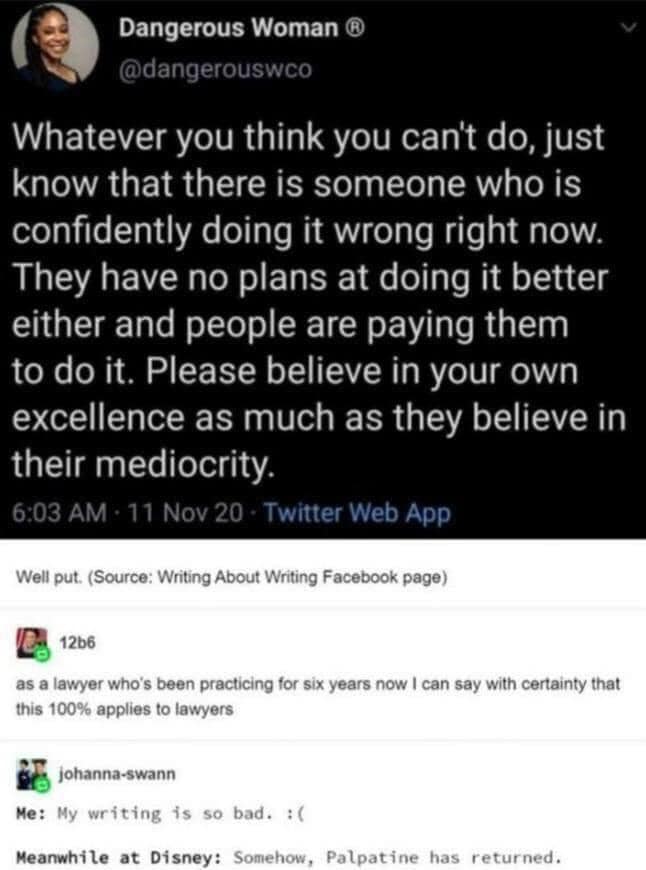 Dangerous Woman ®
@dangerouswco
Whatever you think you can't do, just
know that there is someone who is
confidently doing it wrong right now.
They have no plans at doing it better
either and people are paying them
to do it. Please believe in your own
excellence as much as they believe in
their mediocrity.
6:03 AM · 11 Nov 20 · Twitter Web App
Well put. (Source: Writing About Writing Facebook page)
12b6
as a lawyer who's been practicing for six years now I can say with certainty that
this 100% applies to lawyers
johanna-swann
Me: My writing is so bad. :(
Meanwhile at Disney: Somehow, Palpatine has returned.